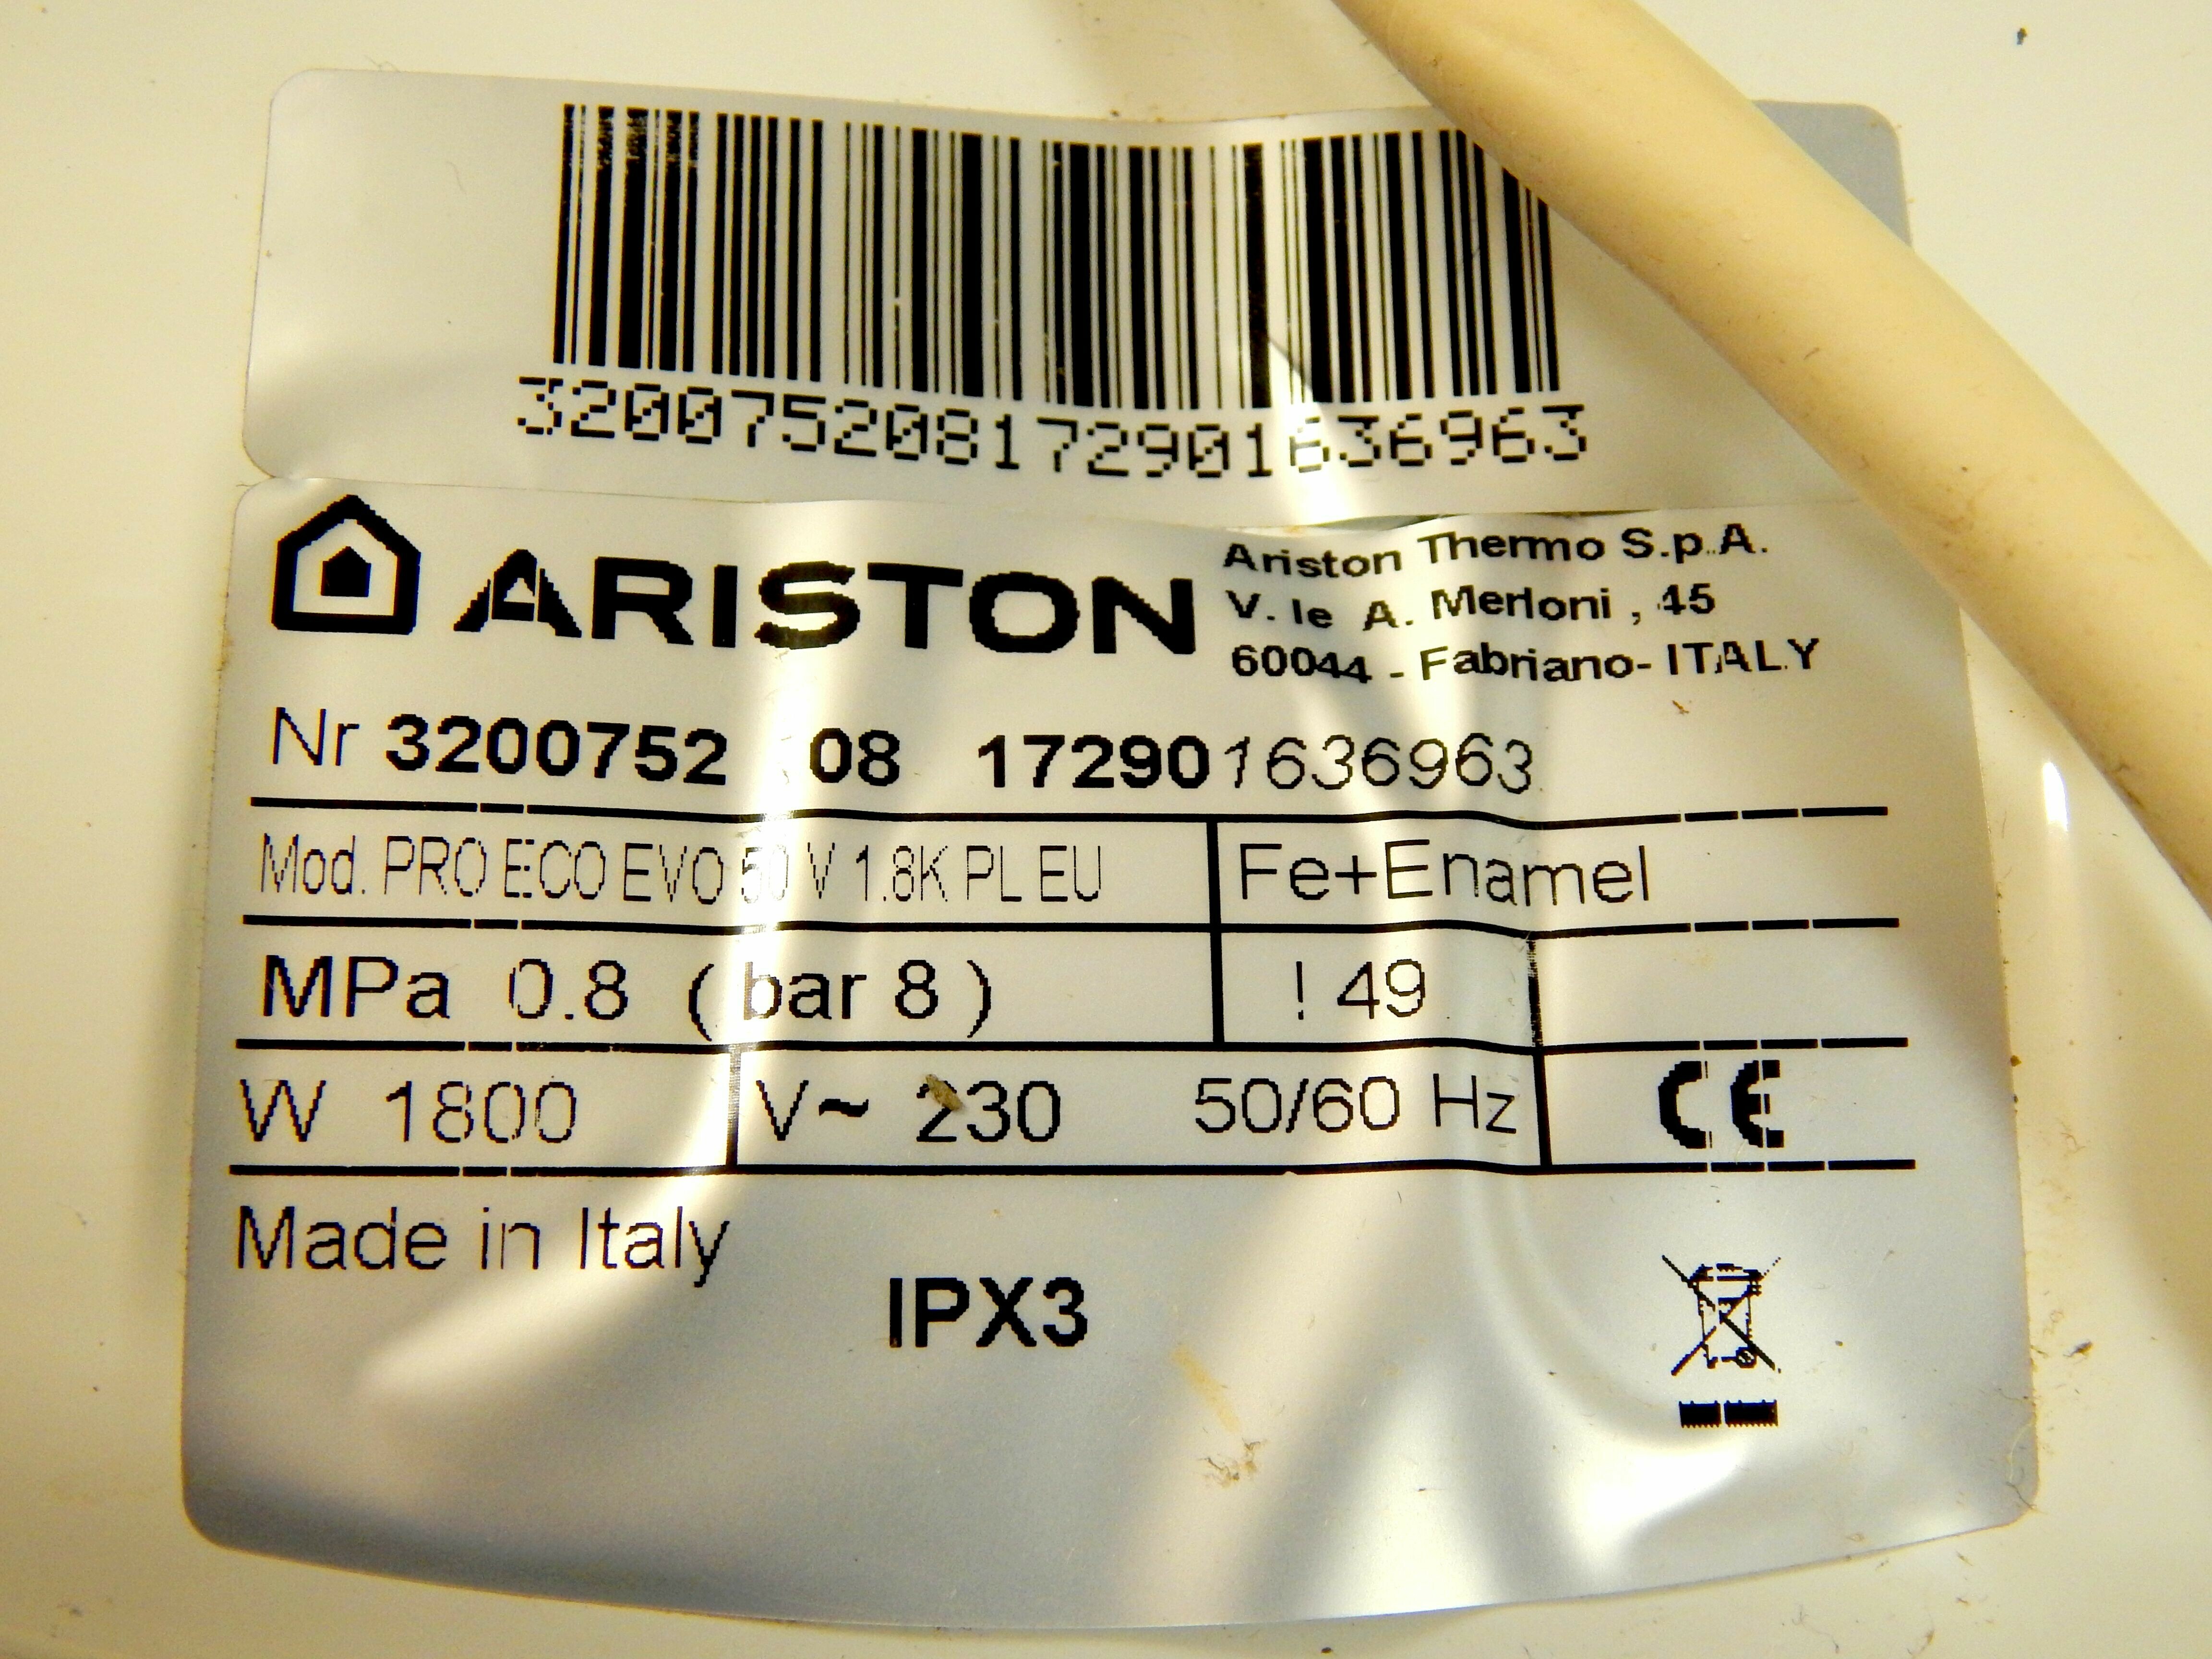 320075208172901636963
ARISTON
Ariston Thermo S.p.A.
V. le A. Merloni , 45
60044 - Fabriano- ITALY
Nr 3200752 08 172901636963
Mod. PRO ECO EVO 50 V 1.8K PL EU
Fe+Enamel
MPa 0.8 ( bar 8 )
! 49
W 1800
V~ 230 50/60 Hz
CE
Made in Italy
IPX3